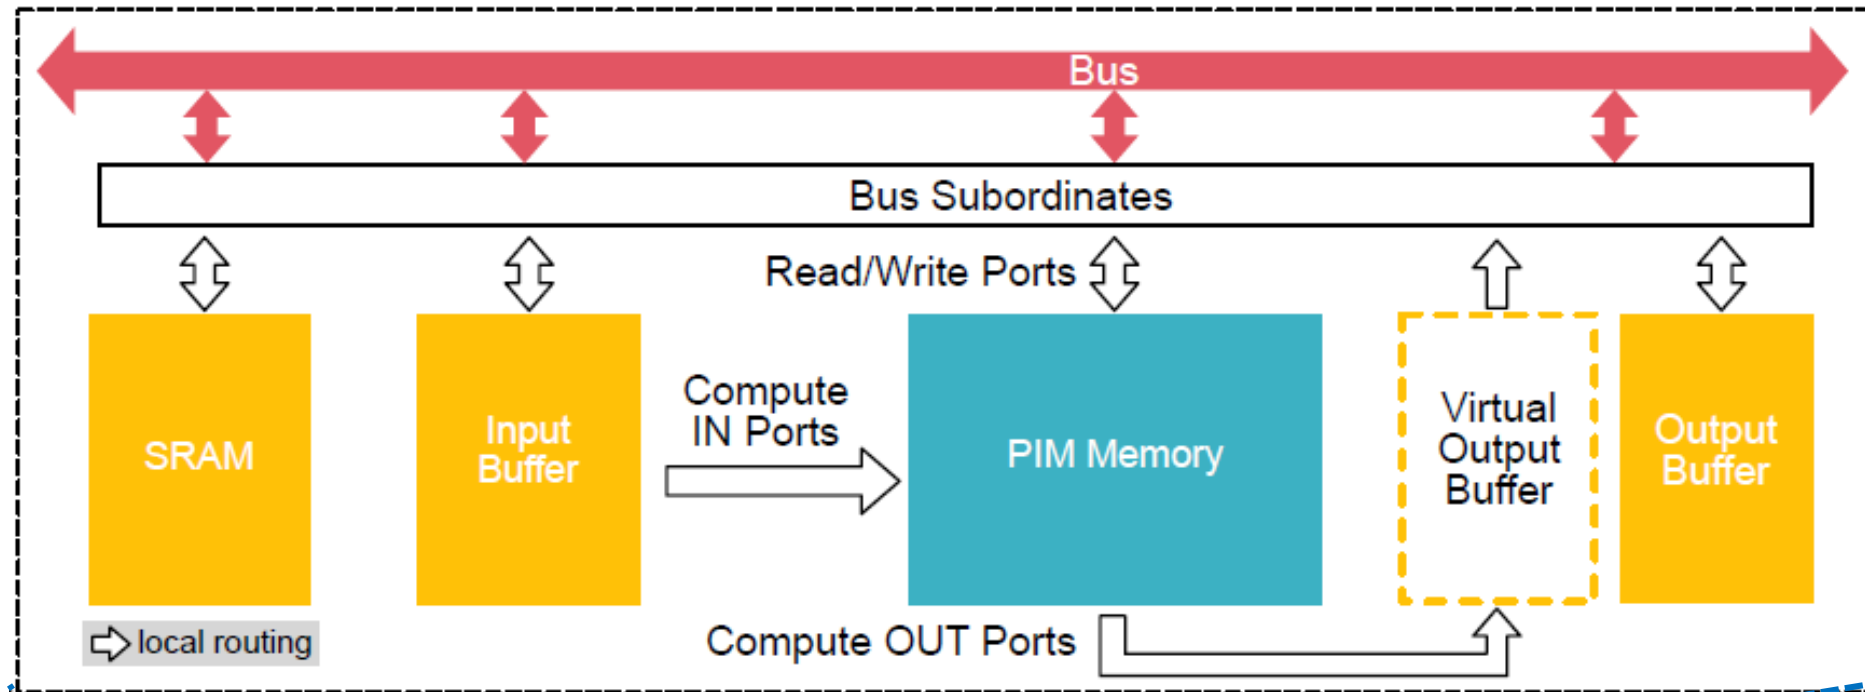 Bus
Bus Subordinates
Read/Write Ports
SRAM
Input
Buffer
Compute
IN Ports
PIM Memory
Virtual
Output
Buffer
Output
Buffer
local routing
Compute OUT Ports